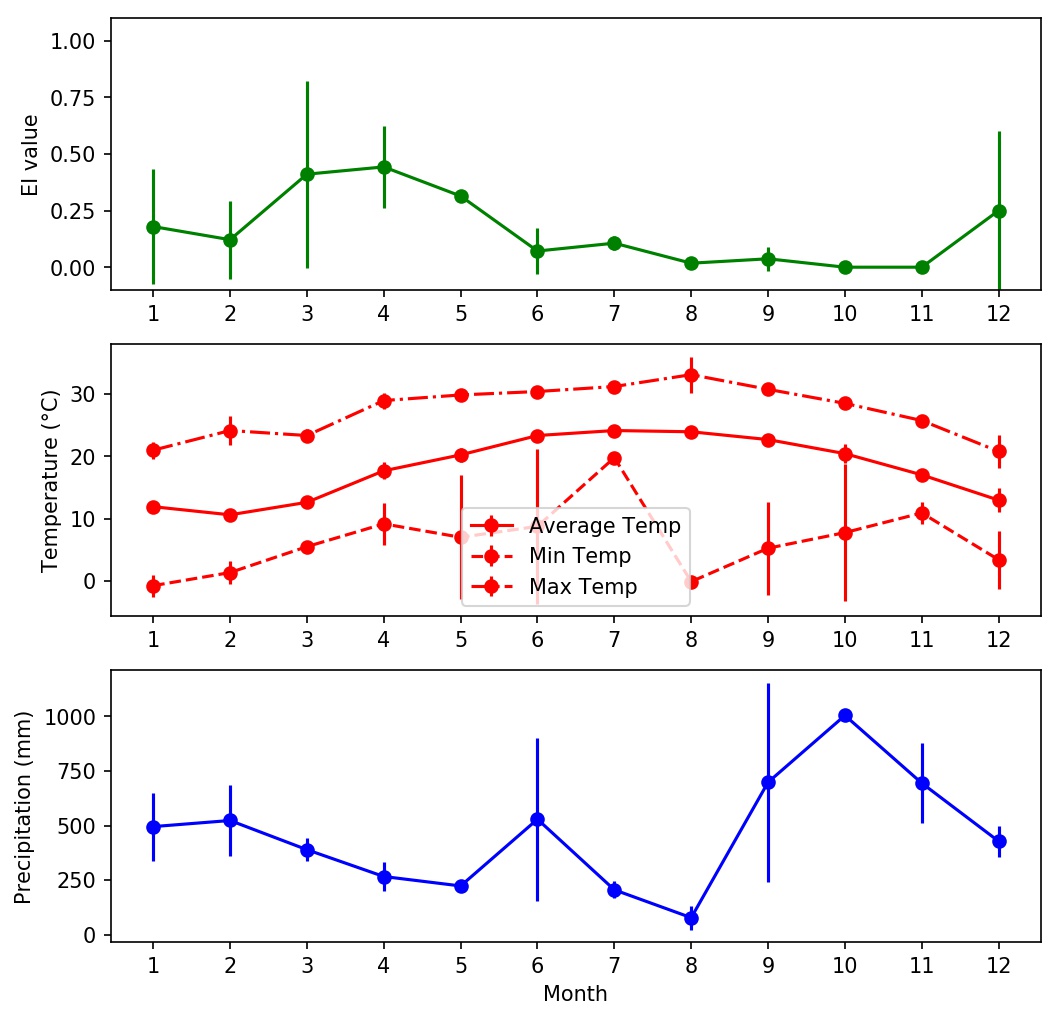 EI value
1.00
0.75
0.50
0.25
0.00
1 2 3 4 5 6 7 8 9 10 11 12
Temperature (°C)
30
20
10
0
Average Temp
Min Temp
Max Temp
1 2 3 4 5 6 7 8 9 10 11 12
Precipitation (mm)
1000
750
500
250
0
1 2 3 4 5 6 7 8 9 10 11 12
Month